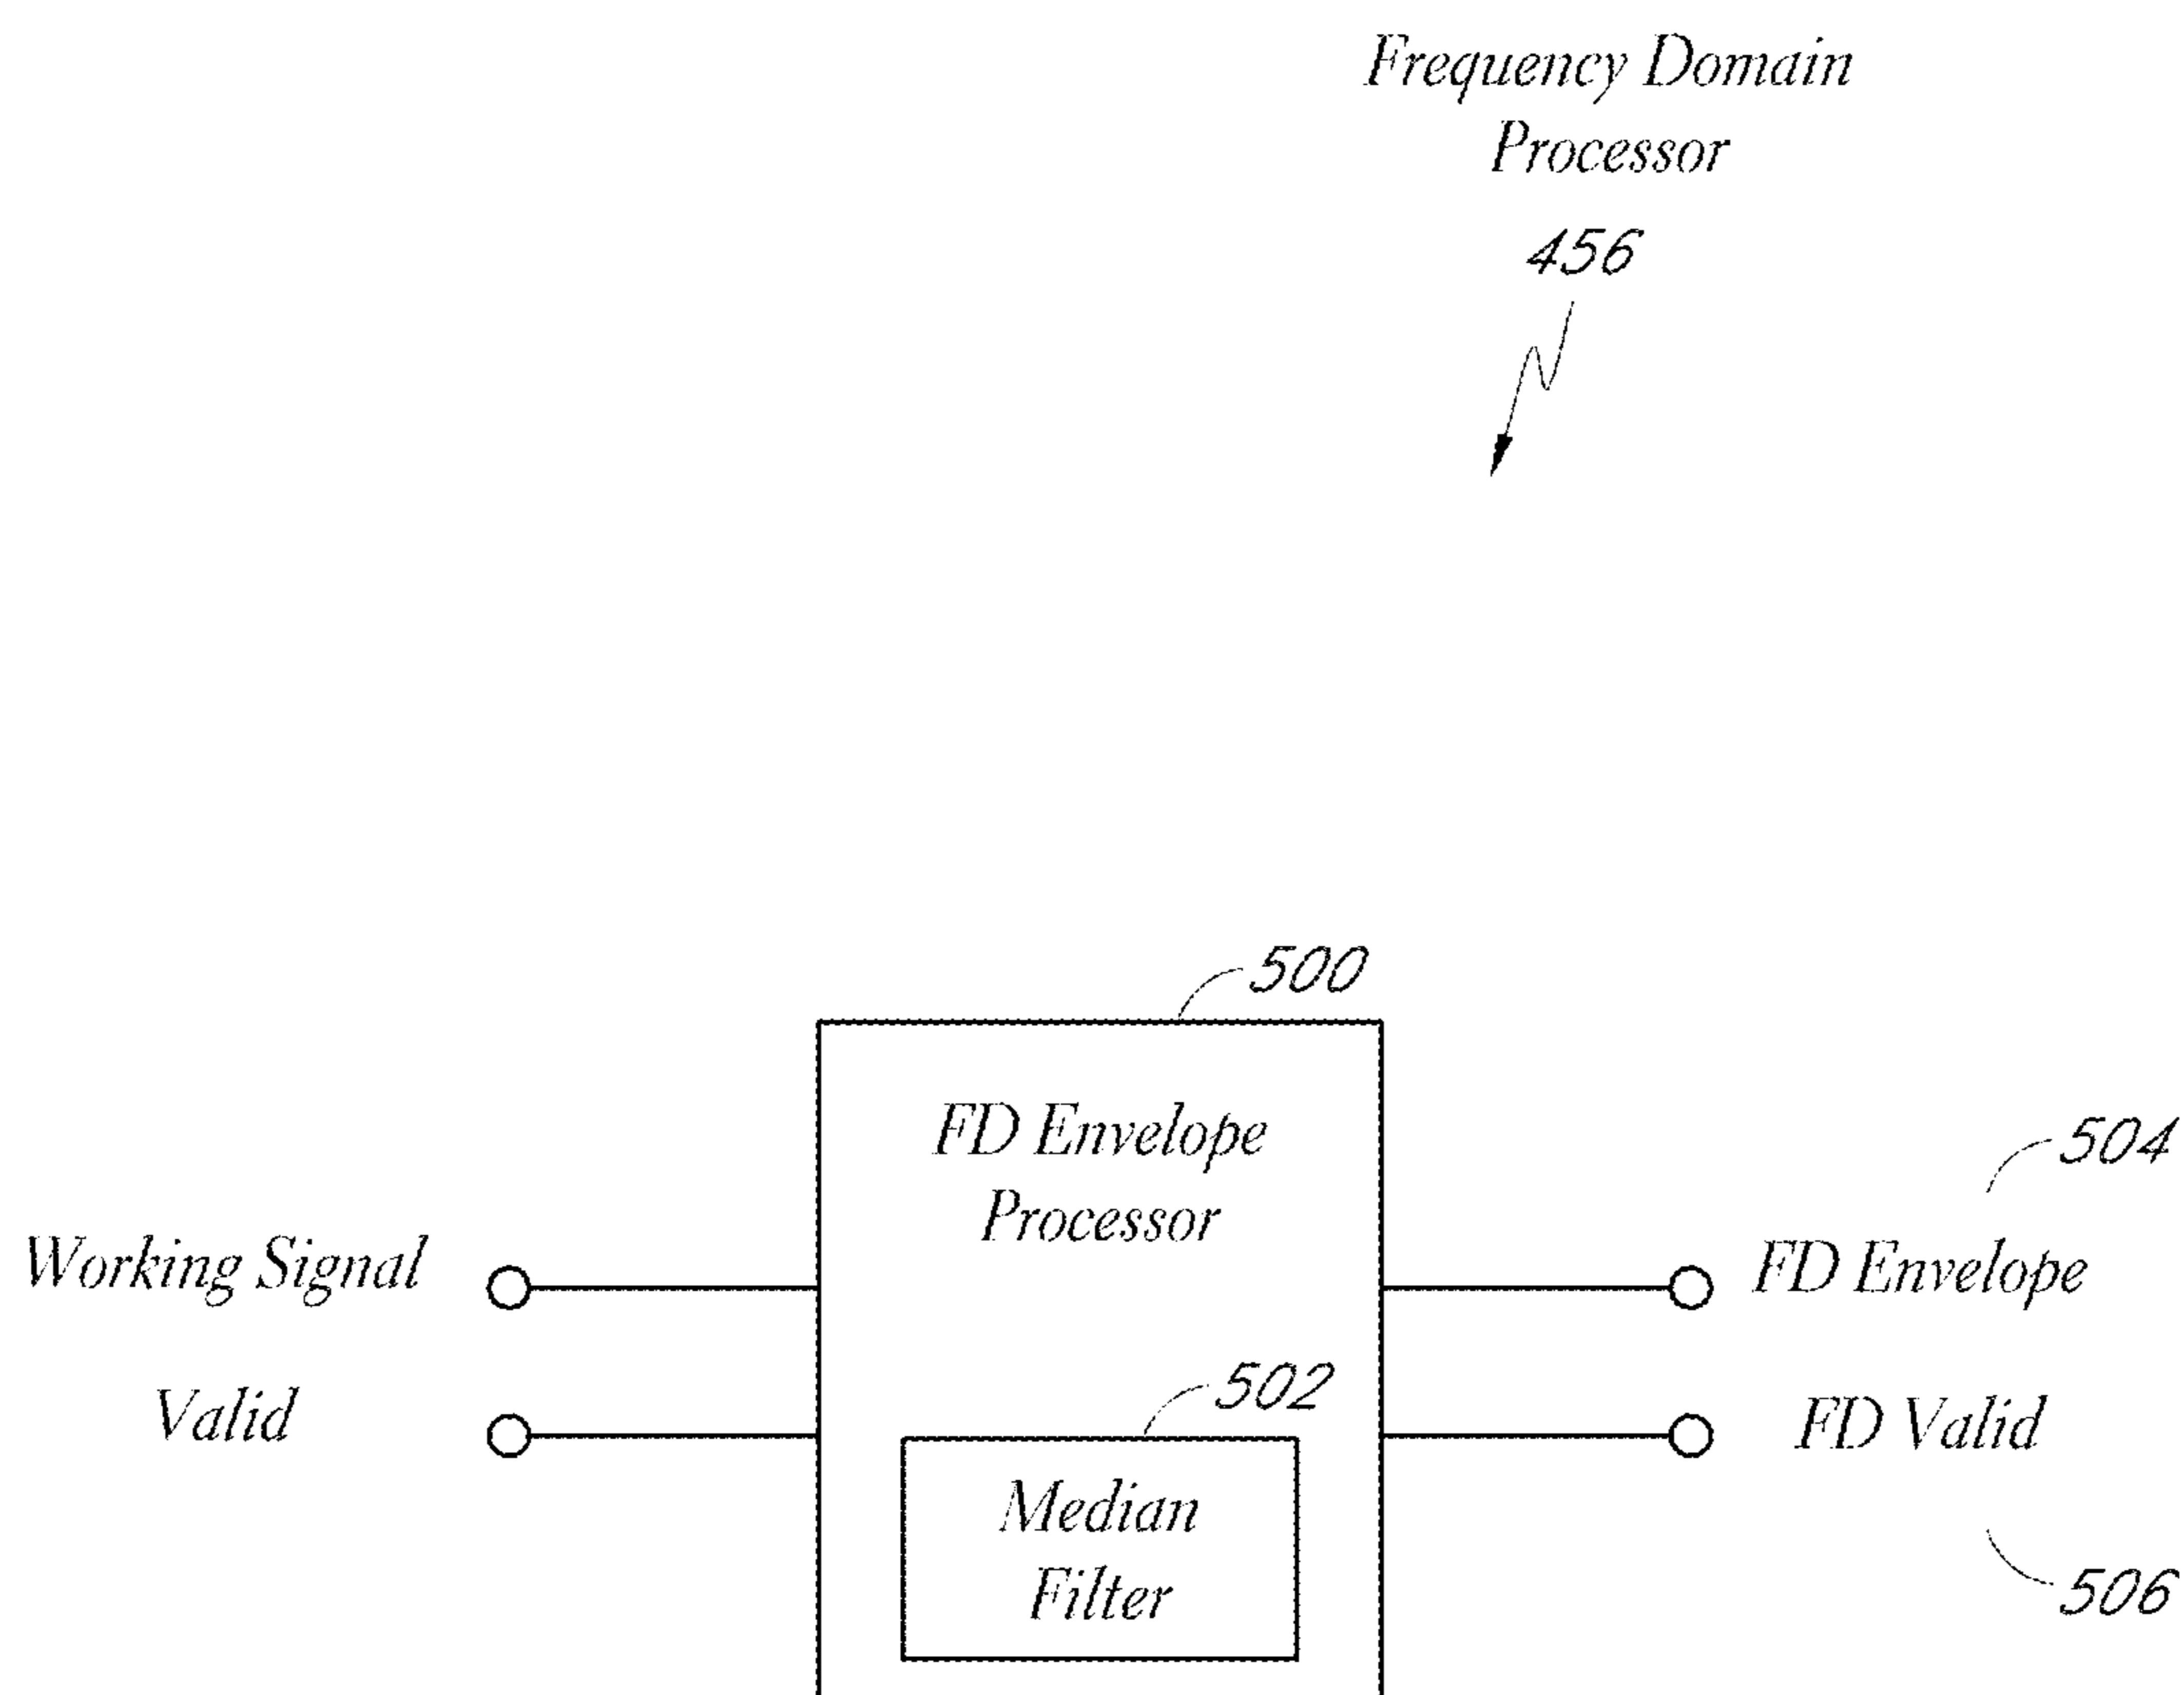 Frequency Domain
Processor
456
500
FD Envelope
Processor
504
Working Signal
FD Envelope
502
Valid
FD Valid
Median
Filter
506